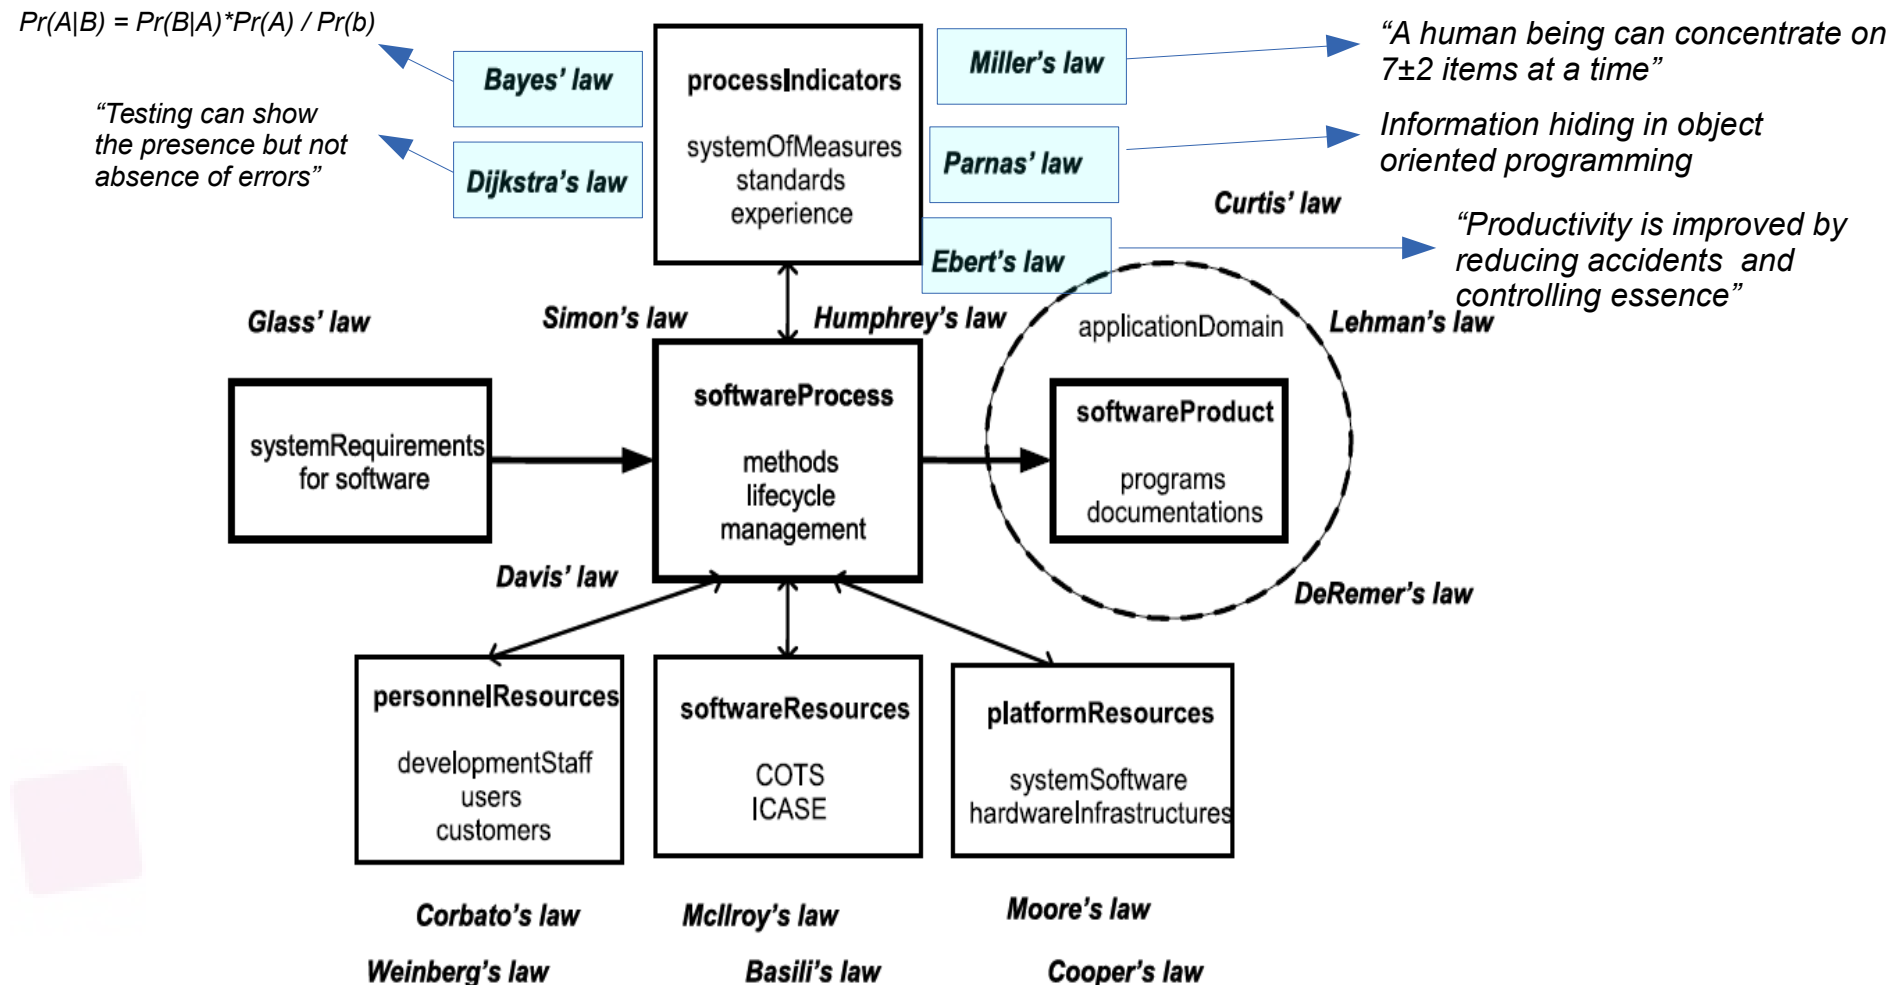 Pr(A|B) = Pr(B|A)*Pr(A) / Pr(b)
Bayes’ law
“Testing can show
the presence but not
absence of errors”
Dijkstra’s law
processIndicators
systemOfMeasures
standards
experience
Miller’s law
“A human being can concentrate on
7±2 items at a time”
Parnas’ law
Information hiding in object
oriented programming
Curtis’ law
Ebert’s law
“Productivity is improved by
reducing accidents and
controlling essence”
Glass’ law
Simon’s law
Humphrey’s law
applicationDomain
Lehman’s law
systemRequirements
for software
softwareProcess
methods
lifecycle
management
softwareProduct
programs
documentations
Davis’ law
DeRemer’s law
personnelResources
developmentStaff
users
customers
softwareResources
COTS
ICASE
platformResources
systemSoftware
hardwareInfrastructures
Corbato’s law
McIlroy’s law
Moore’s law
Weinberg’s law
Basili’s law
Cooper’s law